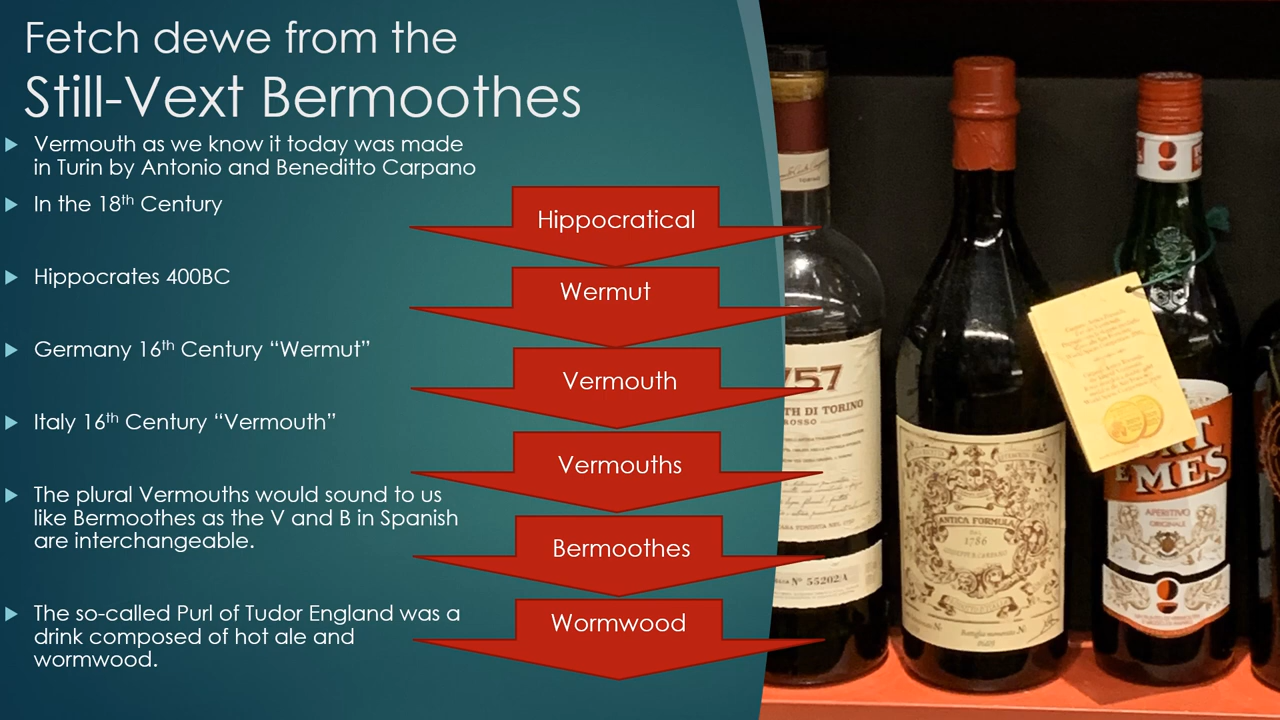 Fetch dewe from the
Still-Vext Bermoothes
Vermouth as we know it today was made
in Turin by Antonio and Beneditto Carpano
In the 18th Century
Hippocrates 400BC
Germany 16th Century “Wermut”
Italy 16th Century “Vermouth”
The plural Vermouths would sound to us
like Bermoothes as the V and B in Spanish
are interchangeable.
The so-called Purl of Tudor England was a
drink composed of hot ale and
wormwood.
Hippocratical
Wermut
Vermouth
Vermouths
Bermoothes
Wormwood
757
TH DI TORINO
ROSSO
Nº 55202/A
ANTICA FORMULA
1786
MES
APERITIVO
ORIGINALE